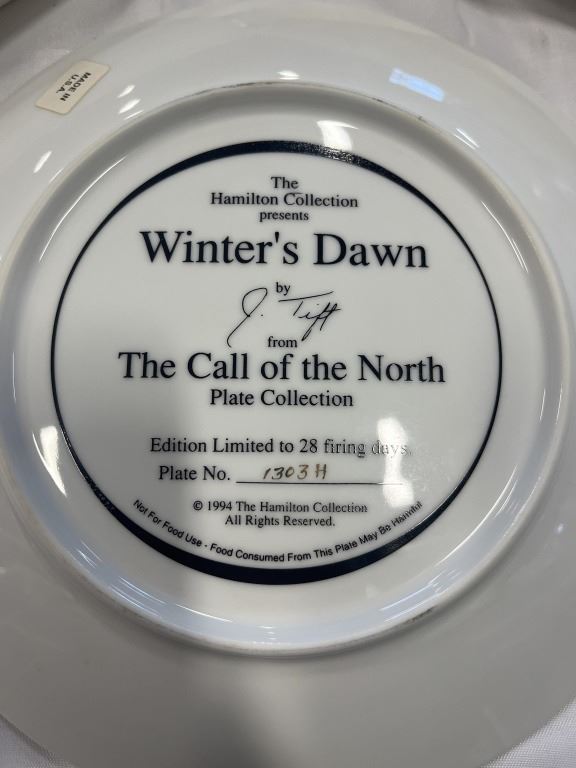 MADE IN
U.S.A.
The
Hamilton Collection
presents
Winter's Dawn
by
J. Tift
from
The Call of the North
Plate Collection
Edition Limited to 28 firing days.
Plate No. 1303H
© 1994 The Hamilton Collection
All Rights Reserved.
Not For Food Use - Food Consumed From This Plate May Be Harmful